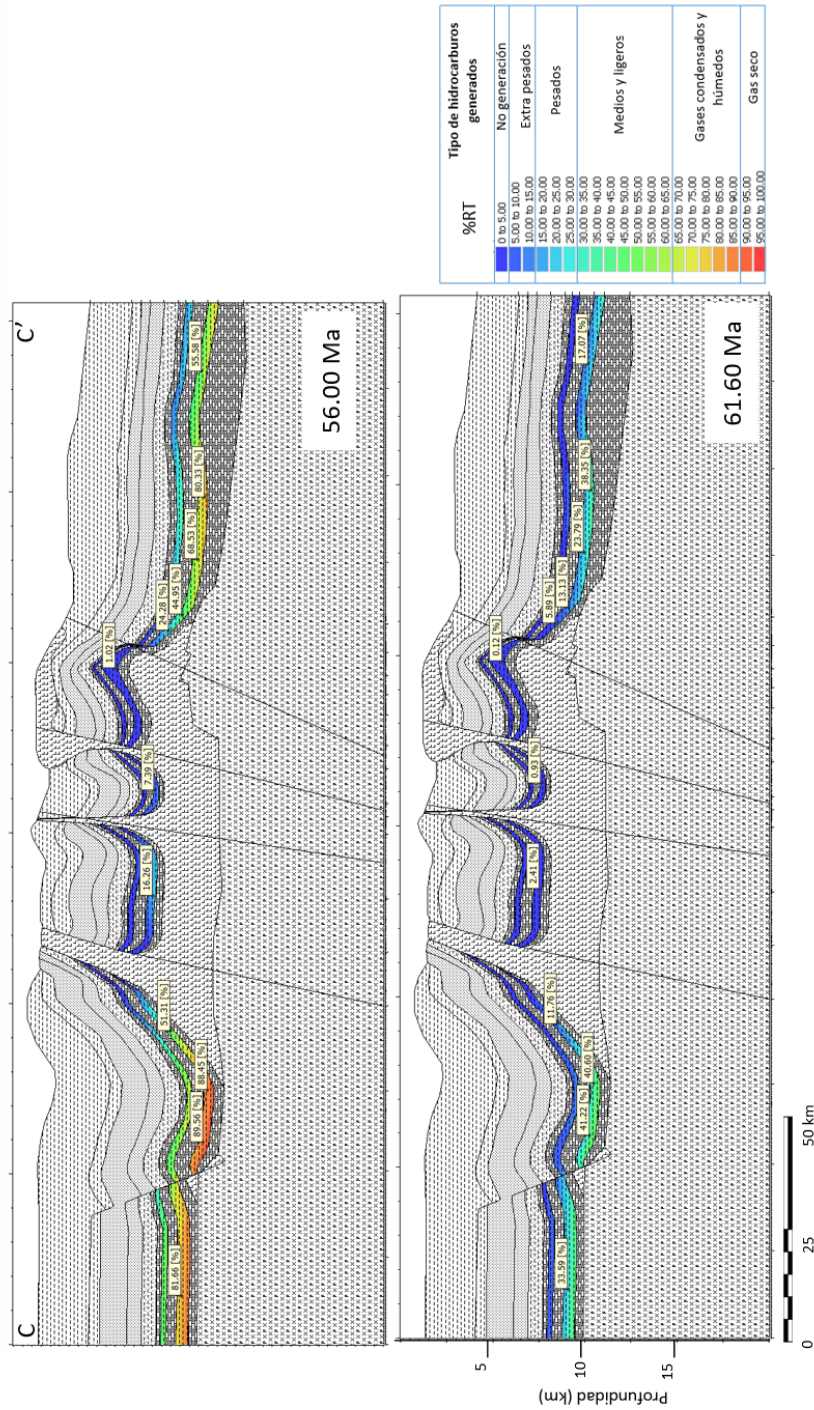 C
C'
81.66 [%]
89.56 [%]
88.45 [%]
51.31 [%]
16.26 [%]
7.39 [%]
1.02 [%]
24.28 [%]
44.95 [%]
68.53 [%]
80.33 [%]
55.58 [%]
56.00 Ma
33.59 [%]
41.22 [%]
40.60 [%]
11.76 [%]
2.41 [%]
0.93 [%]
0.12 [%]
5.89 [%]
13.13 [%]
23.79 [%]
38.35 [%]
17.07 [%]
61.60 Ma
Profundidad (km)
5
10
15
0
25
50 km
%RT
Tipo de hidrocarburos
generados
0 to 5.00
No generación
5.00 to 10.00
10.00 to 15.00
Extra pesados
15.00 to 20.00
20.00 to 25.00
25.00 to 30.00
Pesados
30.00 to 35.00
35.00 to 40.00
40.00 to 45.00
45.00 to 50.00
50.00 to 55.00
55.00 to 60.00
60.00 to 65.00
Medios y ligeros
65.00 to 70.00
70.00 to 75.00
75.00 to 80.00
80.00 to 85.00
85.00 to 90.00
Gases condensados y
húmedos
90.00 to 95.00
95.00 to 100.00
Gas seco